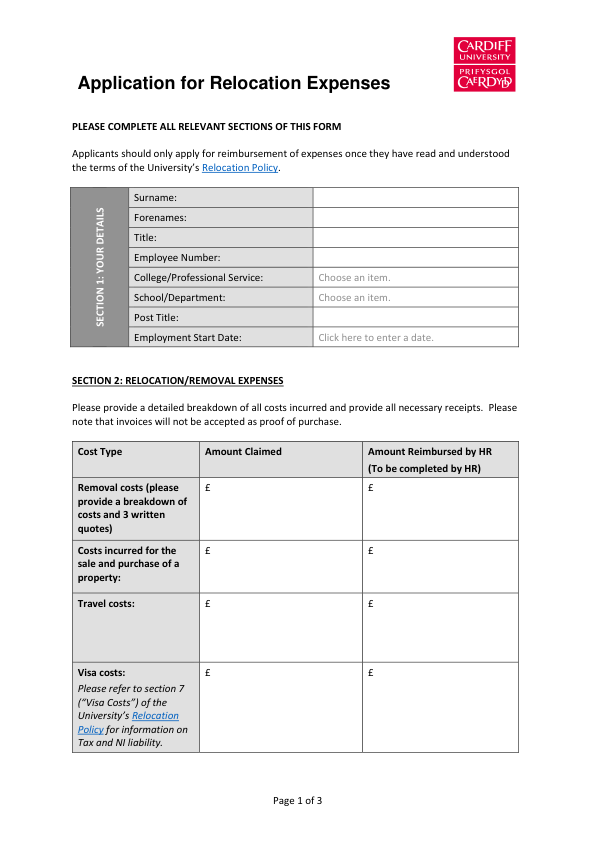 CARDIFF
UNIVERSITY
PRIFYSGOL
CAERDYDD
Application for Relocation Expenses
PLEASE COMPLETE ALL RELEVANT SECTIONS OF THIS FORM
Applicants should only apply for reimbursement of expenses once they have read and understood
the terms of the University's Relocation Policy.
SECTION 1: YOUR DETAILS
Surname:
Forenames:
Title:
Employee Number:
College/Professional Service: Choose an item.
School/Department: Choose an item.
Post Title:
Employment Start Date: Click here to enter a date.
SECTION 2: RELOCATION/REMOVAL EXPENSES
Please provide a detailed breakdown of all costs incurred and provide all necessary receipts.  Please
note that invoices will not be accepted as proof of purchase.
Cost Type Amount Claimed Amount Reimbursed by HR
(To be completed by HR)
Removal costs (please £ £
provide a breakdown of
costs and 3 written
quotes)
Costs incurred for the £ £
sale and purchase of a
property:
Travel costs: £ £
Visa costs: £ £
Please refer to section 7
("Visa Costs") of the
University's Relocation
Policy for information on
Tax and NI liability.
Page 1 of 3